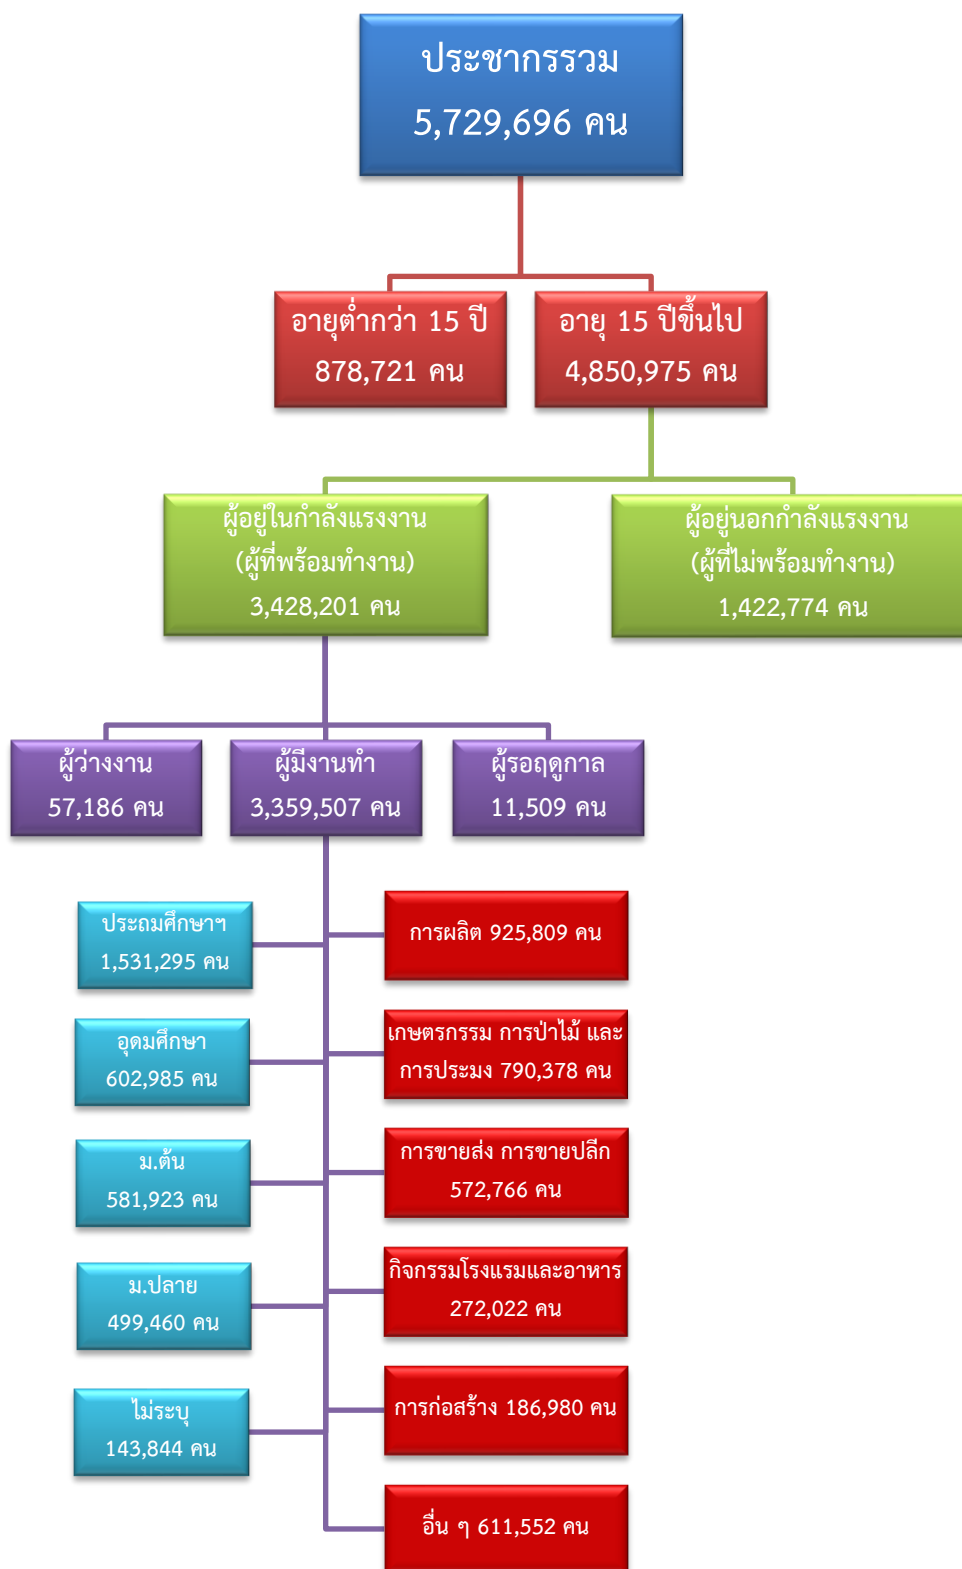 ประชากรรวม
5,729,696 คน
อายุต่ำกว่า 15 ปี
878,721 คน
อายุ 15 ปีขึ้นไป
4,850,975 คน
ผู้อยู่ในกำลังแรงงาน
(ผู้ที่พร้อมทำงาน)
3,428,201 คน
ผู้อยู่นอกกำลังแรงงาน
(ผู้ที่ไม่พร้อมทำงาน)
1,422,774 คน
ผู้ว่างงาน
57,186 คน
ผู้มีงานทำ
3,359,507 คน
ผู้รอฤดูกาล
11,509 คน
ประถมศึกษาฯ
1,531,295 คน
อุดมศึกษา
602,985 คน
ม.ต้น
581,923 คน
ม.ปลาย
499,460 คน
ไม่ระบุ
143,844 คน
การผลิต 925,809 คน
เกษตรกรรม การป่าไม้ และ
การประมง 790,378 คน
การขายส่ง การขายปลีก
572,766 คน
กิจกรรมโรงแรมและอาหาร
272,022 คน
การก่อสร้าง 186,980 คน
อื่น ๆ 611,552 คน